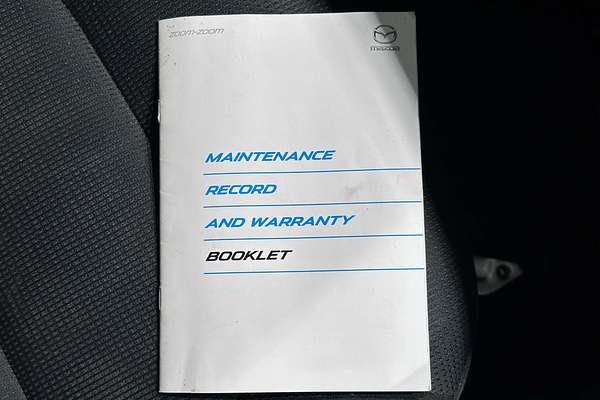 zoom-zoom
mazda
MAINTENANCE
RECORD
AND WARRANTY
BOOKLET